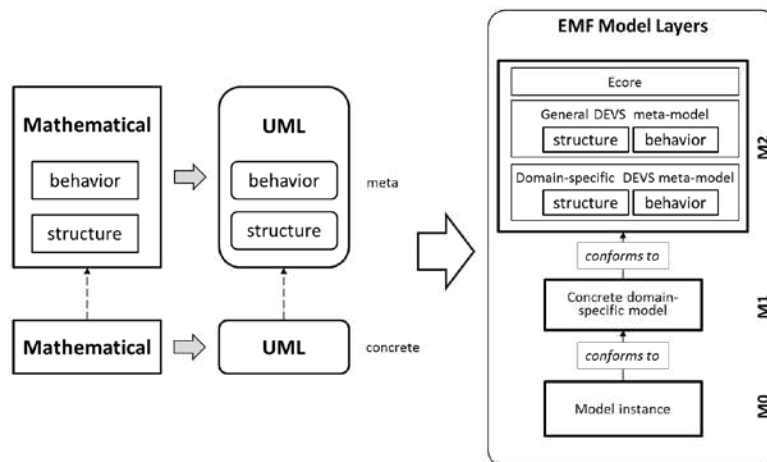 EMF Model Layers
Mathematical
behavior
structure
UML
behavior
structure
meta
Mathematical
UML
concrete
Ecore
General DEVS meta-model
structure behavior
Domain-specific DEVS meta-model
structure behavior
M2
conforms to
Concrete domain-
specific model
M1
conforms to
Model instance
M0